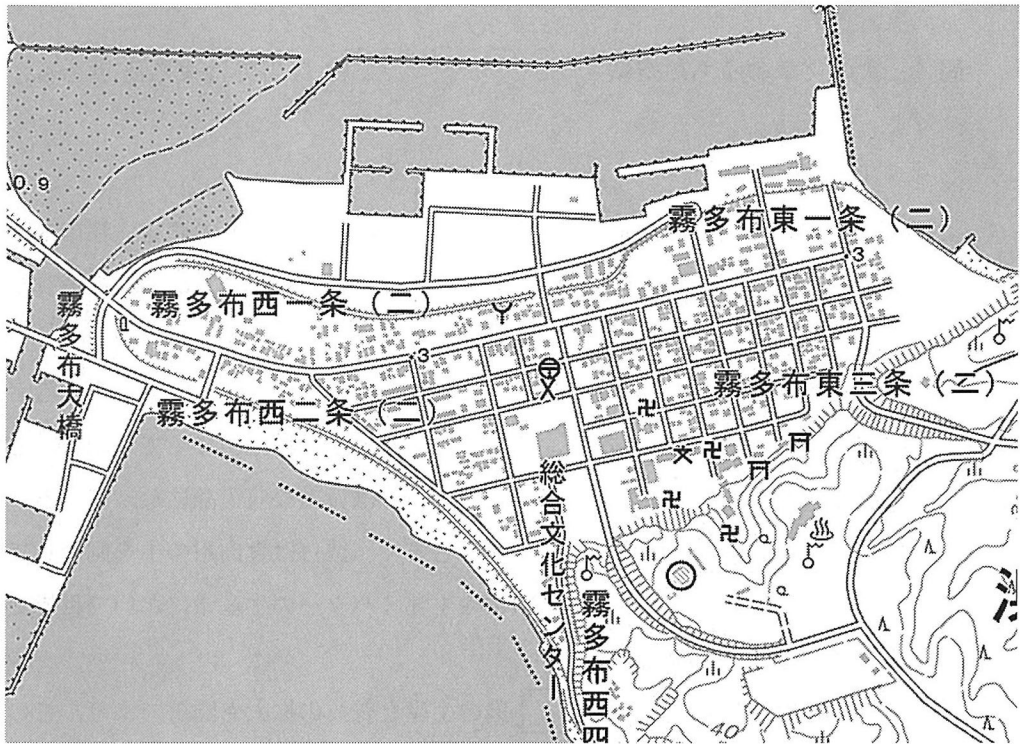 0.9
霧多布東一条（二）
3
霧多布西一条（二）
霧多布大橋
1
3
霧多布西二条（二）
霧多布東三条（二）
総合文化センター
霧多布西四
40